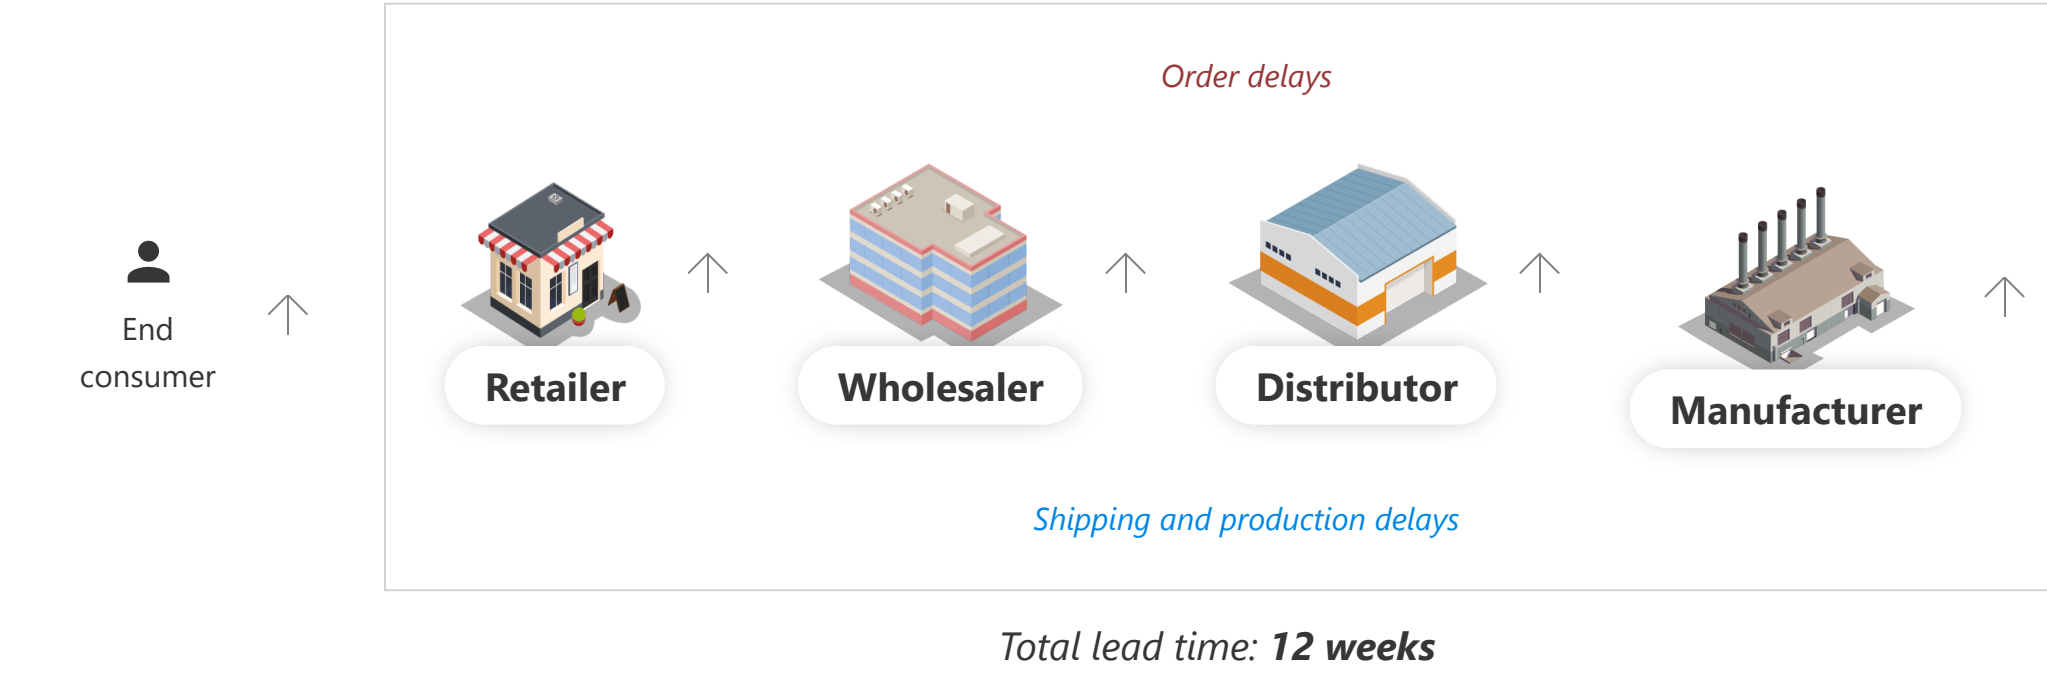 Order delays
End
consumer
Retailer
Wholesaler
Distributor
Manufacturer
Shipping and production delays
Total lead time: 12 weeks